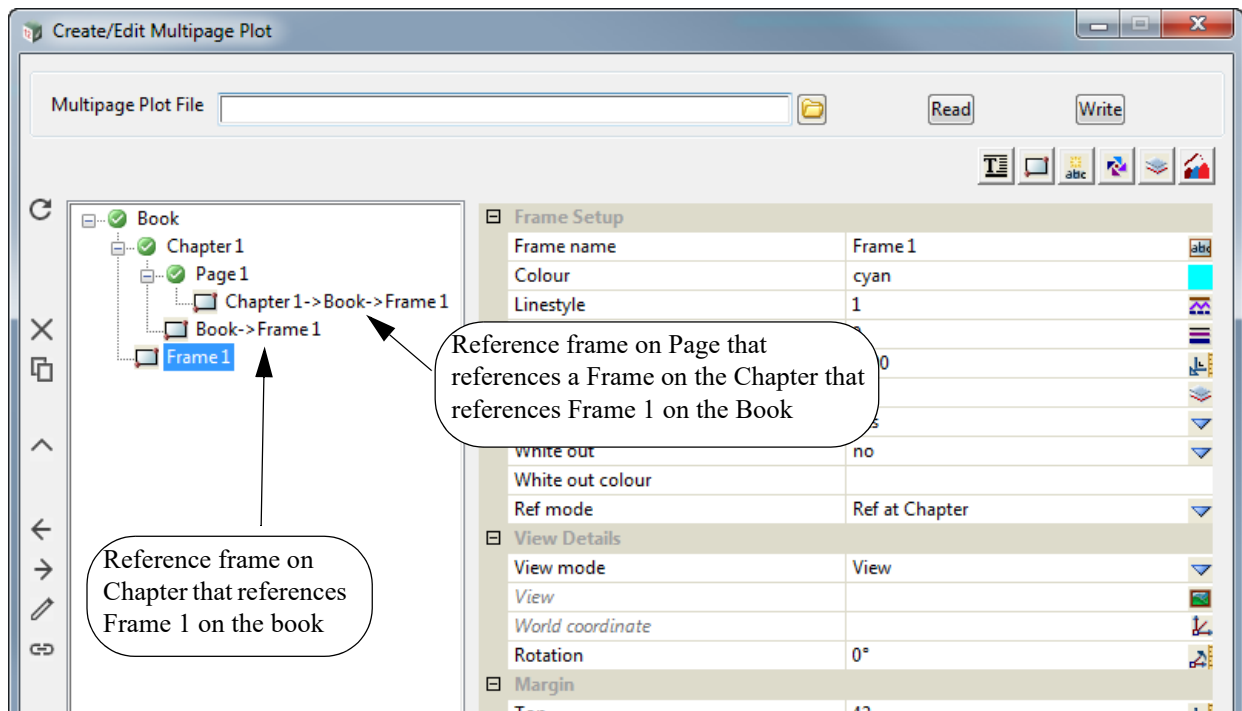 Create/Edit Multipage Plot
Multipage Plot File
Read
Write
Book
Chapter 1
Page 1
Chapter 1->Book->Frame 1
Book->Frame 1
Frame 1
Frame Setup
Frame name Frame 1
Colour cyan
Linestyle 1
White out no
White out colour
Ref mode Ref at Chapter
View Details
View mode View
View
World coordinate
Rotation 0°
Margin
Reference frame on Page that
references a Frame on the Chapter that
references Frame 1 on the Book
Reference frame on
Chapter that references
Frame 1 on the book